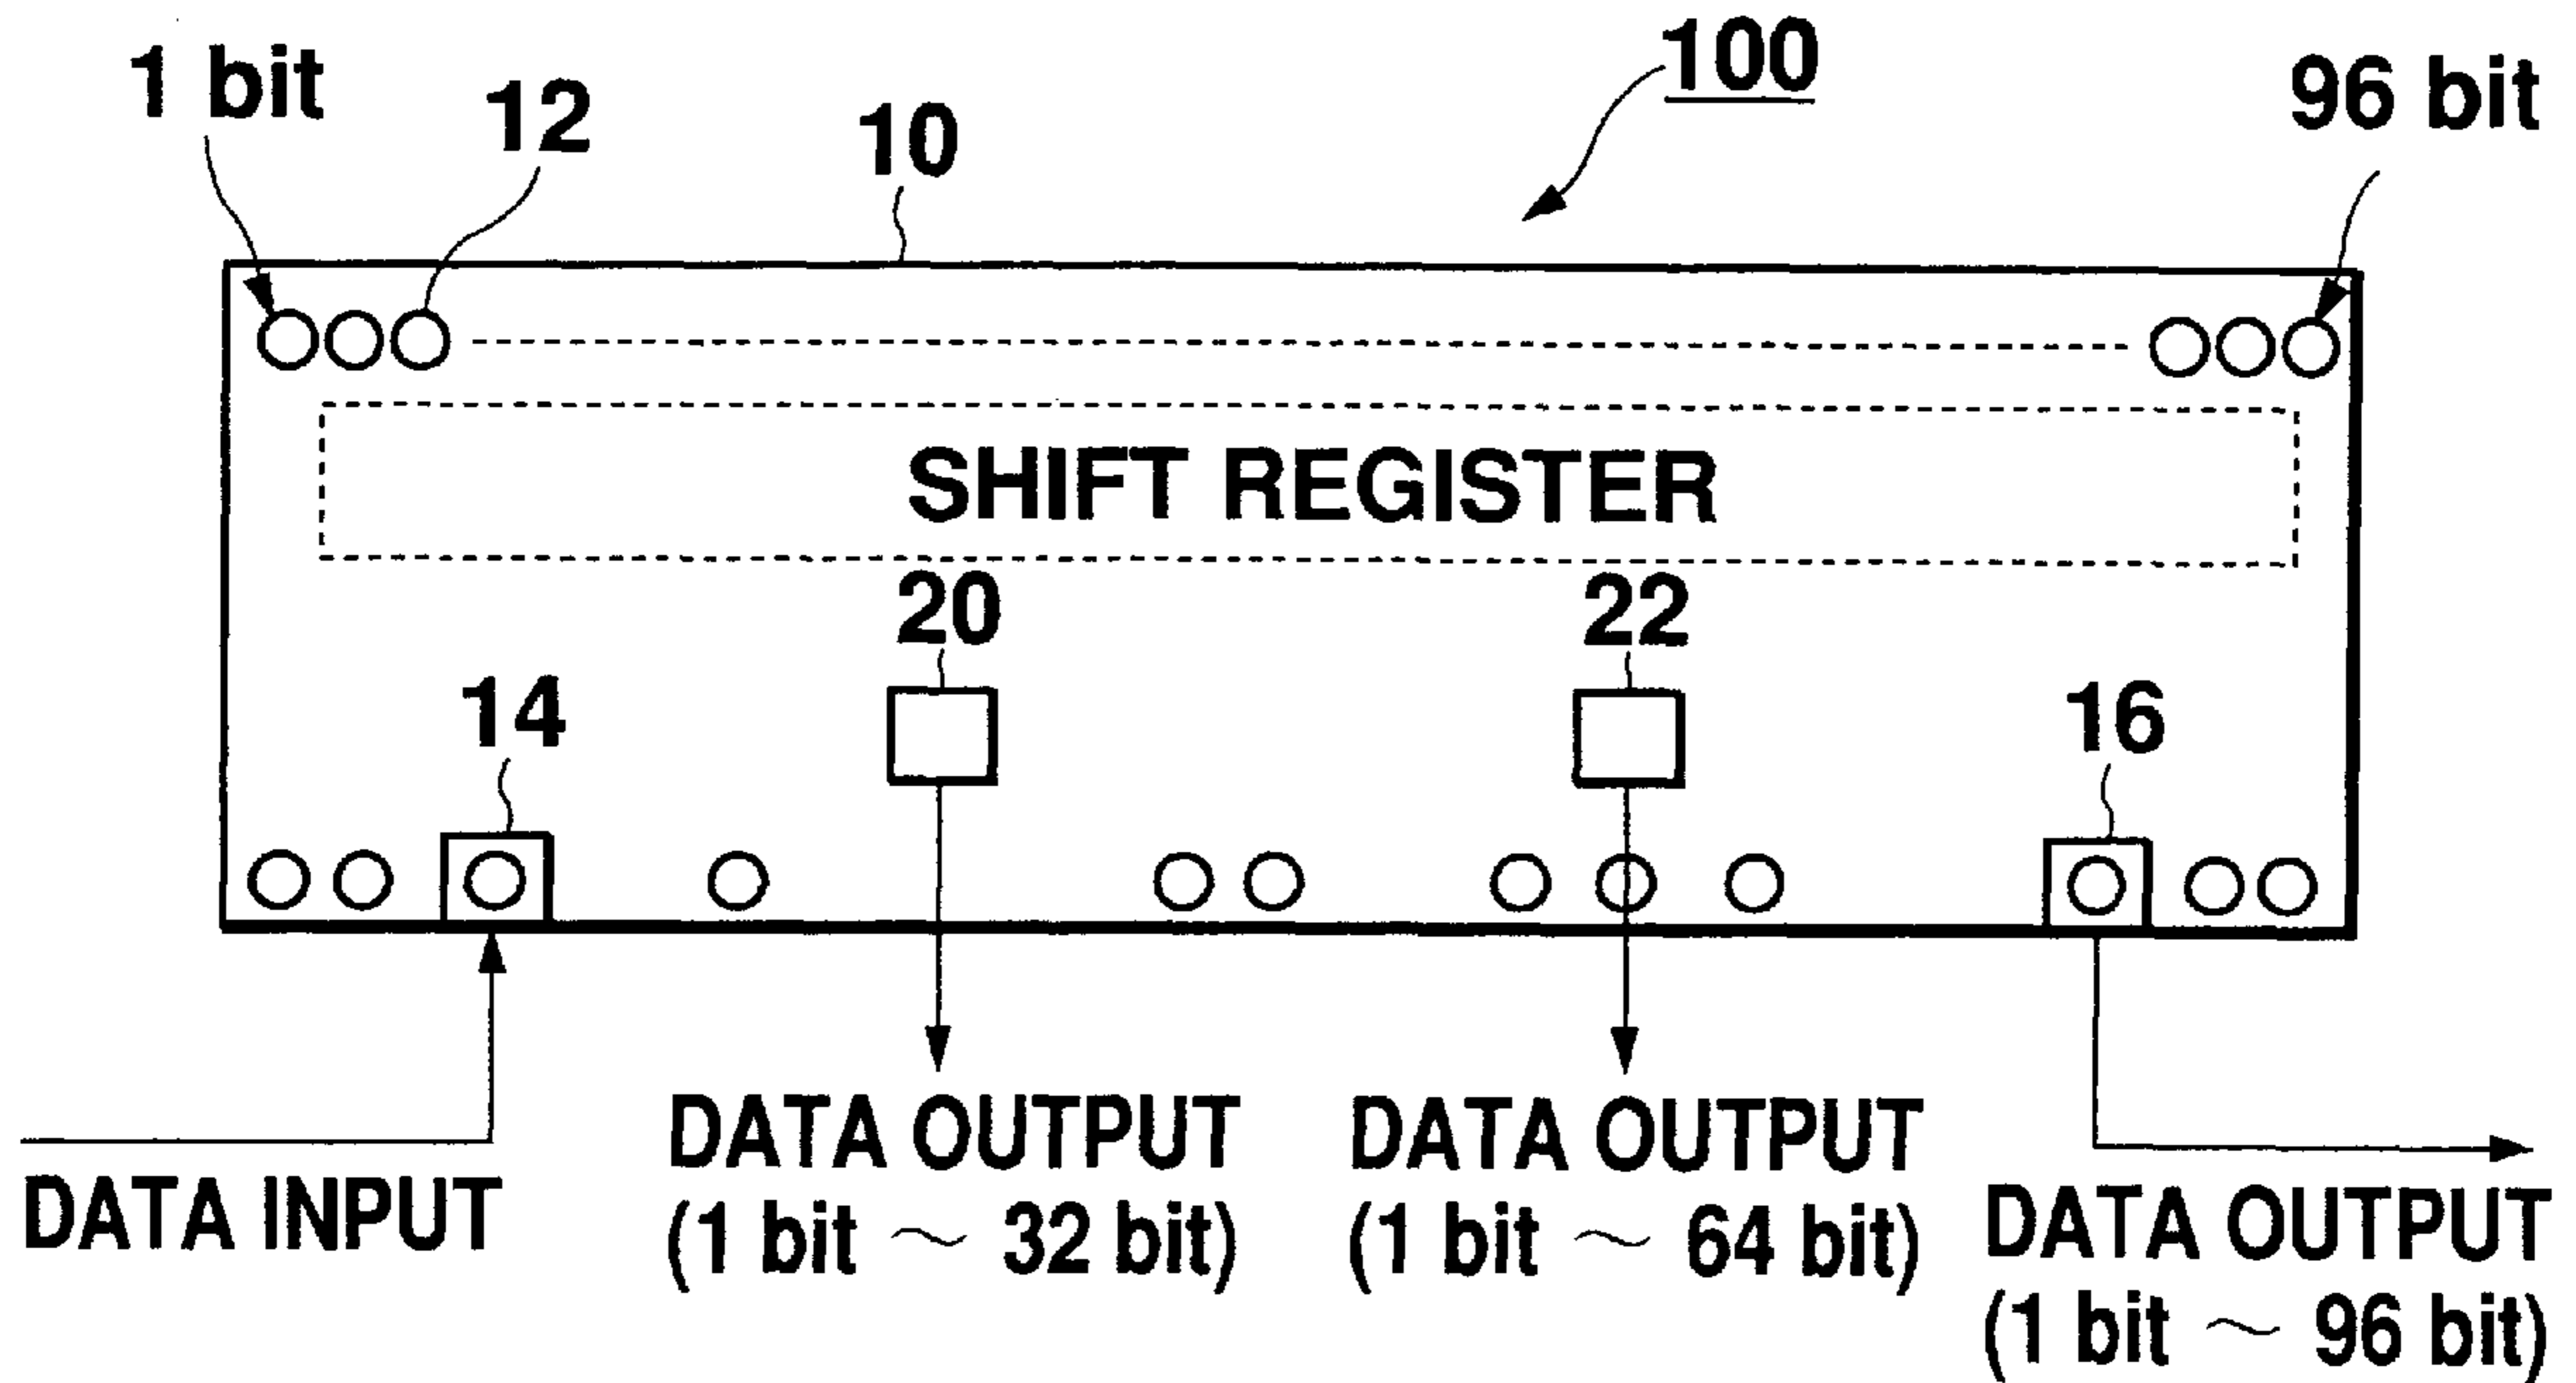 100
1 bit
12
10
96 bit
SHIFT REGISTER
20
22
14
16
DATA INPUT
DATA OUTPUT
(1 bit ~ 32 bit)
DATA OUTPUT
(1 bit ~ 64 bit)
DATA OUTPUT
(1 bit ~ 96 bit)